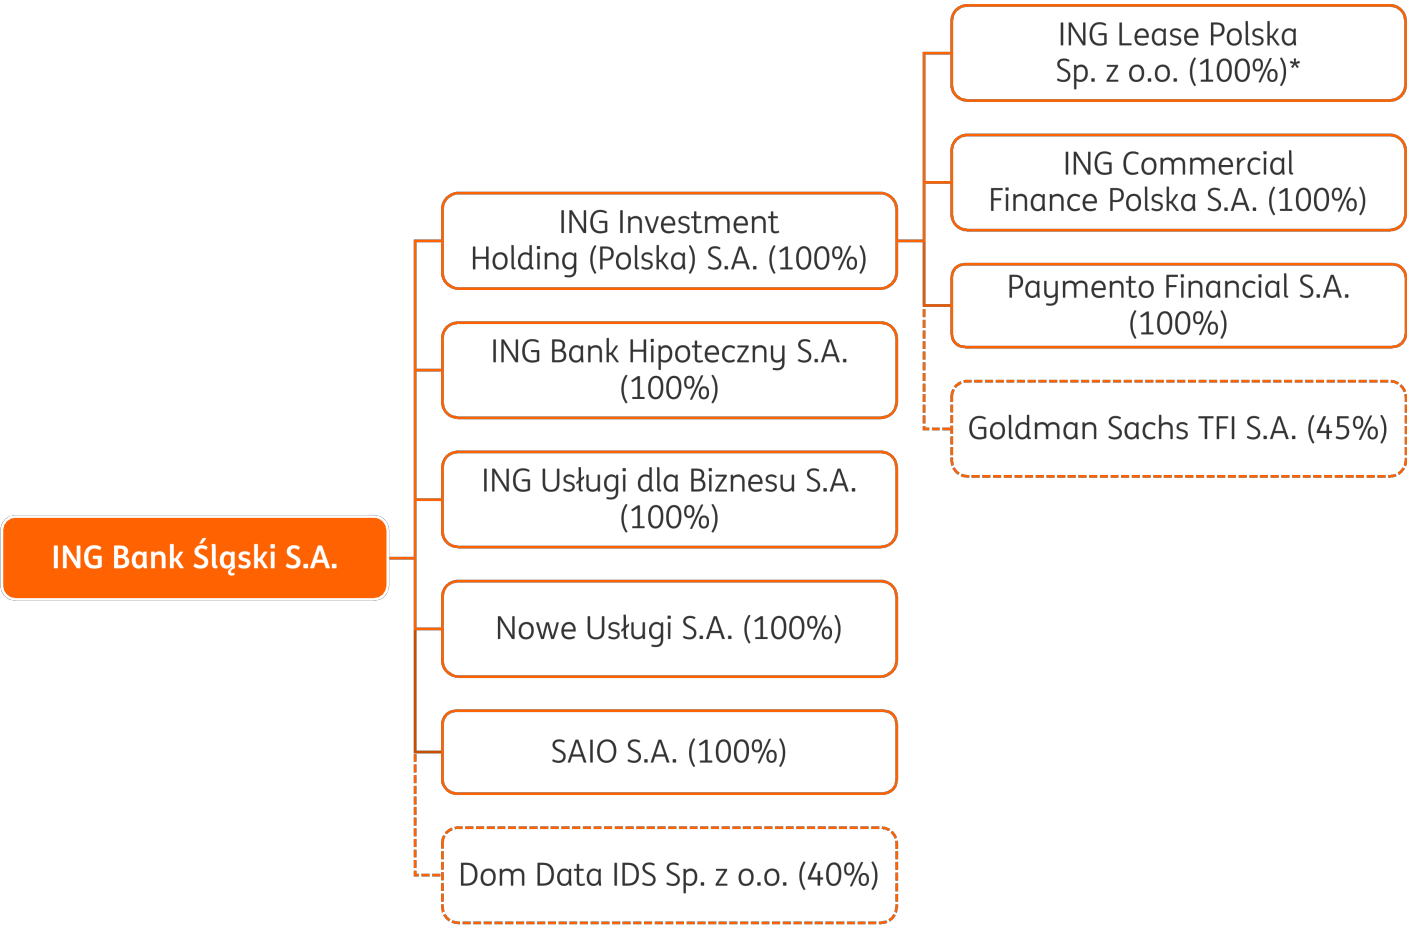 ING Bank Śląski S.A.
ING Investment
Holding (Polska) S.A. (100%)
ING Bank Hipoteczny S.A.
(100%)
ING Usługi dla Biznesu S.A.
(100%)
Nowe Usługi S.A. (100%)
SAIO S.A. (100%)
Dom Data IDS Sp. z o.o. (40%)
ING Lease Polska
Sp. z o.o. (100%)*
ING Commercial
Finance Polska S.A. (100%)
Paymento Financial S.A.
(100%)
Goldman Sachs TFI S.A. (45%)